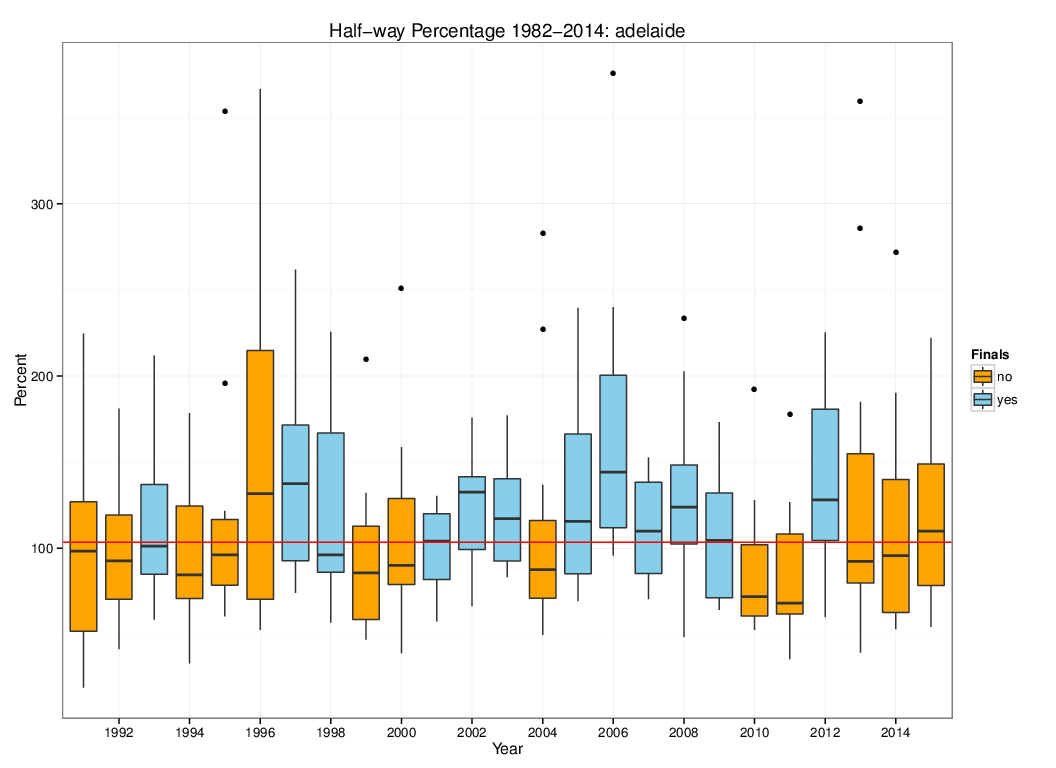 Half−way Percentage 1982−2014: adelaide
Percent
300
200
100
1992 1994 1996 1998 2000 2002 2004 2006 2008 2010 2012 2014
Year
Finals
no
yes